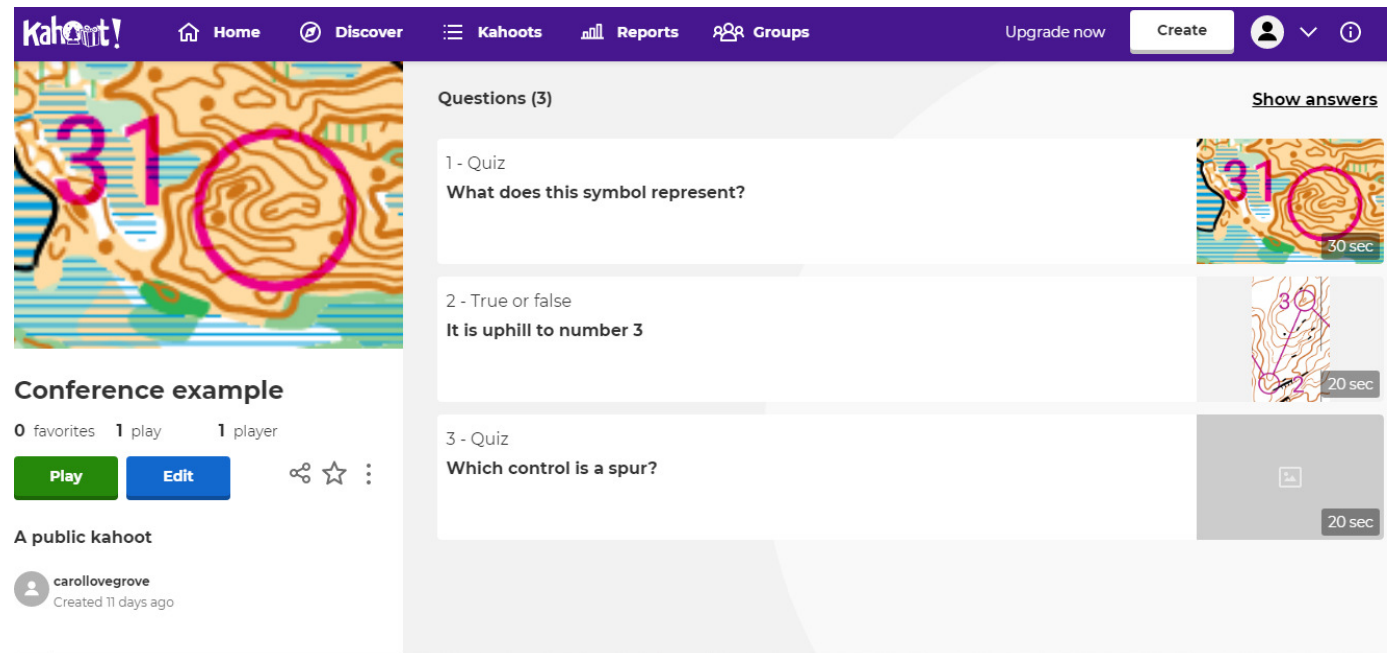 Kahoot!
Home Discover Kahoots Reports Groups Upgrade now Create
31
Conference example
0 favorites 1 play 1 player
Play Edit
A public kahoot
carollovegrove
Created 11 days ago
Questions (3) Show answers
1 - Quiz
What does this symbol represent?
31
30 sec
2 - True or false
It is uphill to number 3
3
2
20 sec
3 - Quiz
Which control is a spur?
20 sec